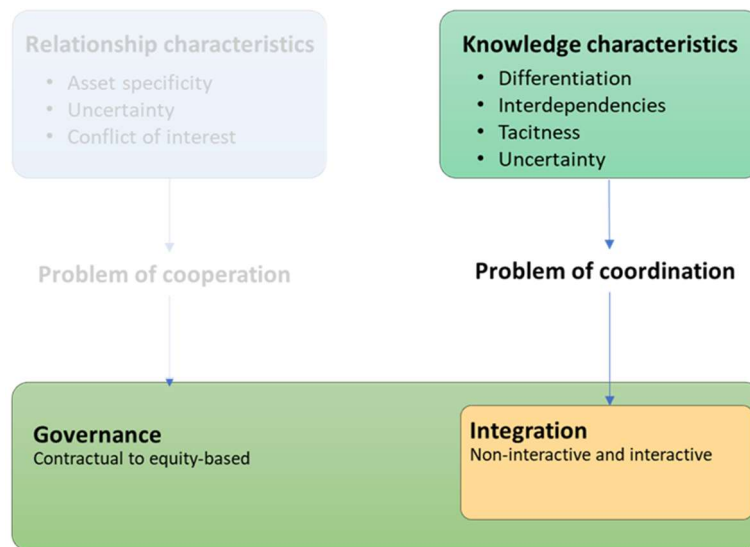 Relationship characteristics
• Asset specificity
• Uncertainty
• Conflict of interest
Knowledge characteristics
• Differentiation
• Interdependencies
• Tacitness
• Uncertainty
Problem of cooperation
Problem of coordination
Governance
Contractual to equity-based
Integration
Non-interactive and interactive